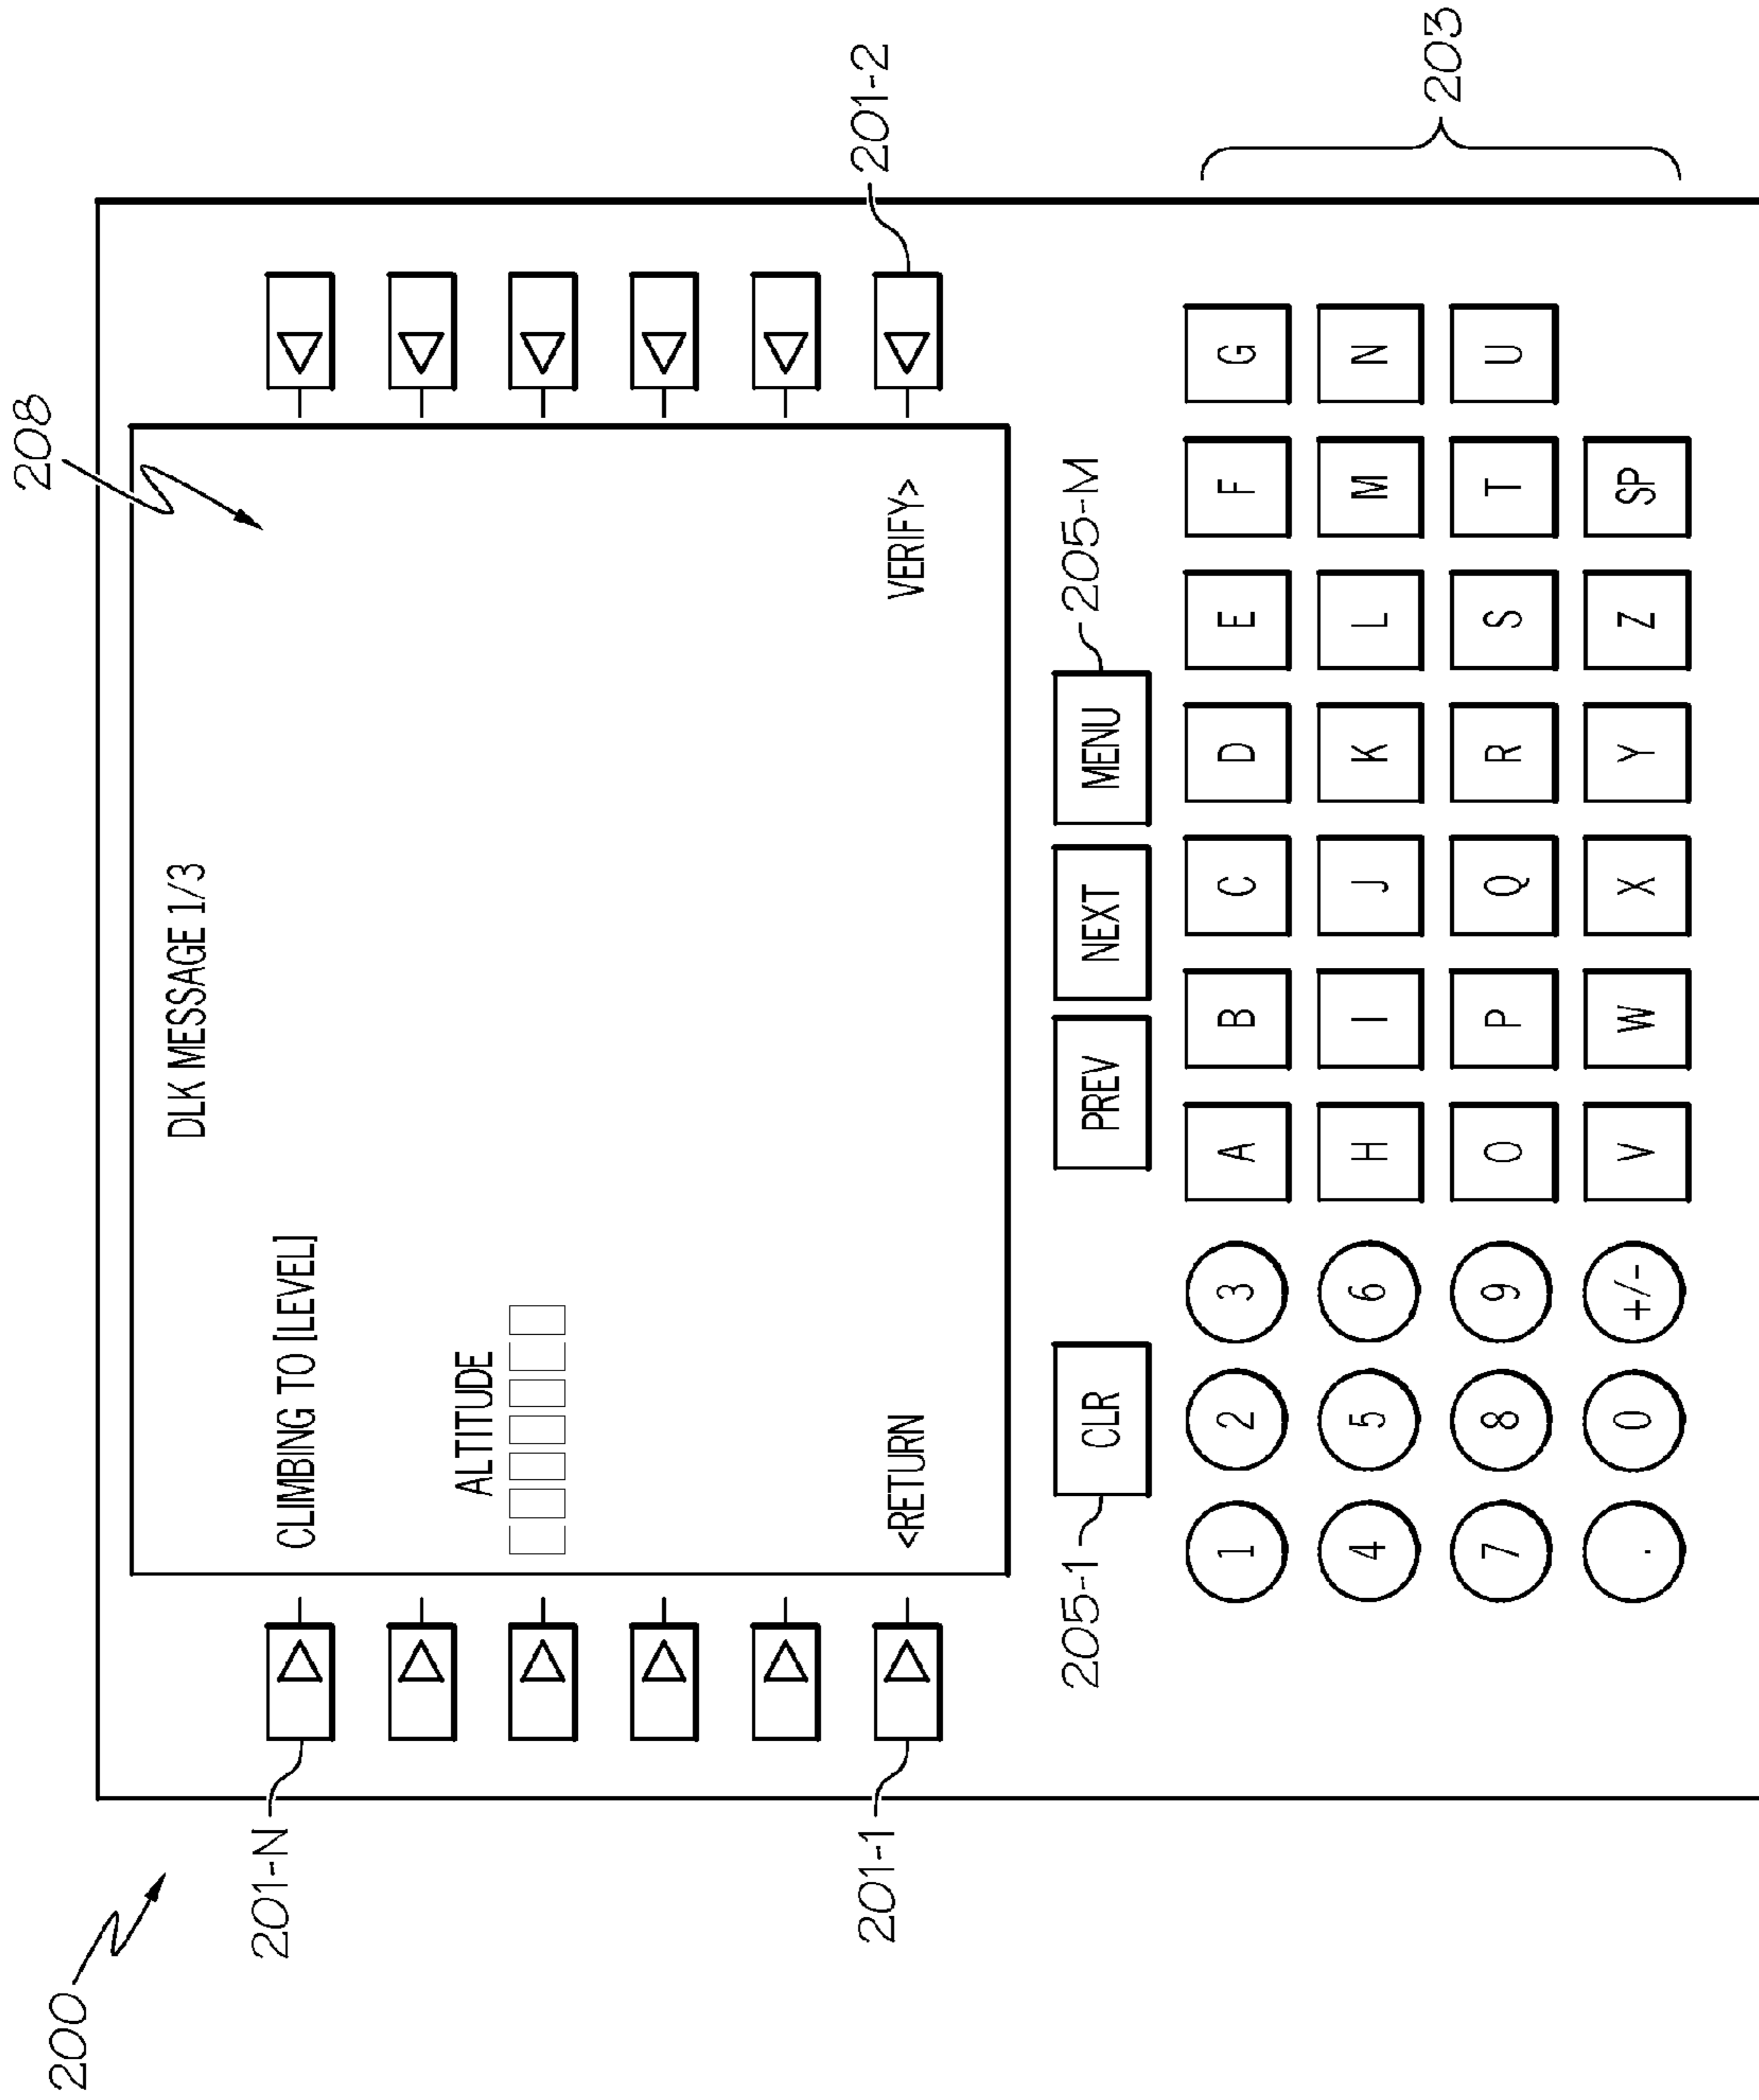 200
208
DLK MESSAGE 1/3
201-N
CLIMBING TO [LEVEL]
ALTITUDE
201-1
<RETURN
VERIFY>
201-2
205-1
CLR
PREV
NEXT
MENU
205-M
1 2 3 A B C D E F G
4 5 6 H I J K L M N
7 8 9 O P Q R S T U
. 0 +/- V W X Y Z SP
203